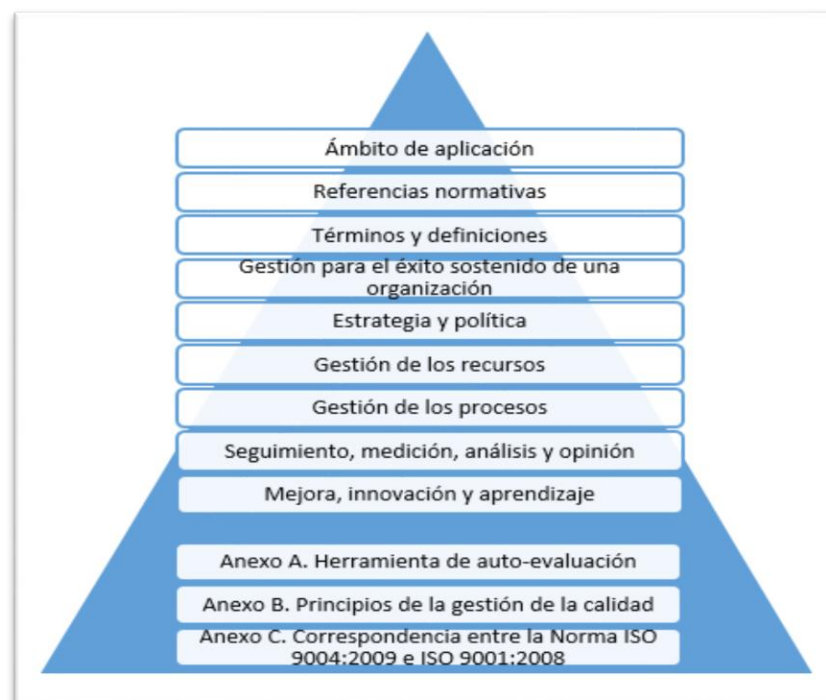 Ámbito de aplicación
Referencias normativas
Términos y definiciones
Gestión para el éxito sostenido de una
organización
Estrategia y política
Gestión de los recursos
Gestión de los procesos
Seguimiento, medición, análisis y opinión
Mejora, innovación y aprendizaje
Anexo A. Herramienta de auto-evaluación
Anexo B. Principios de la gestión de la calidad
Anexo C. Correspondencia entre la Norma ISO
9004:2009 e ISO 9001:2008